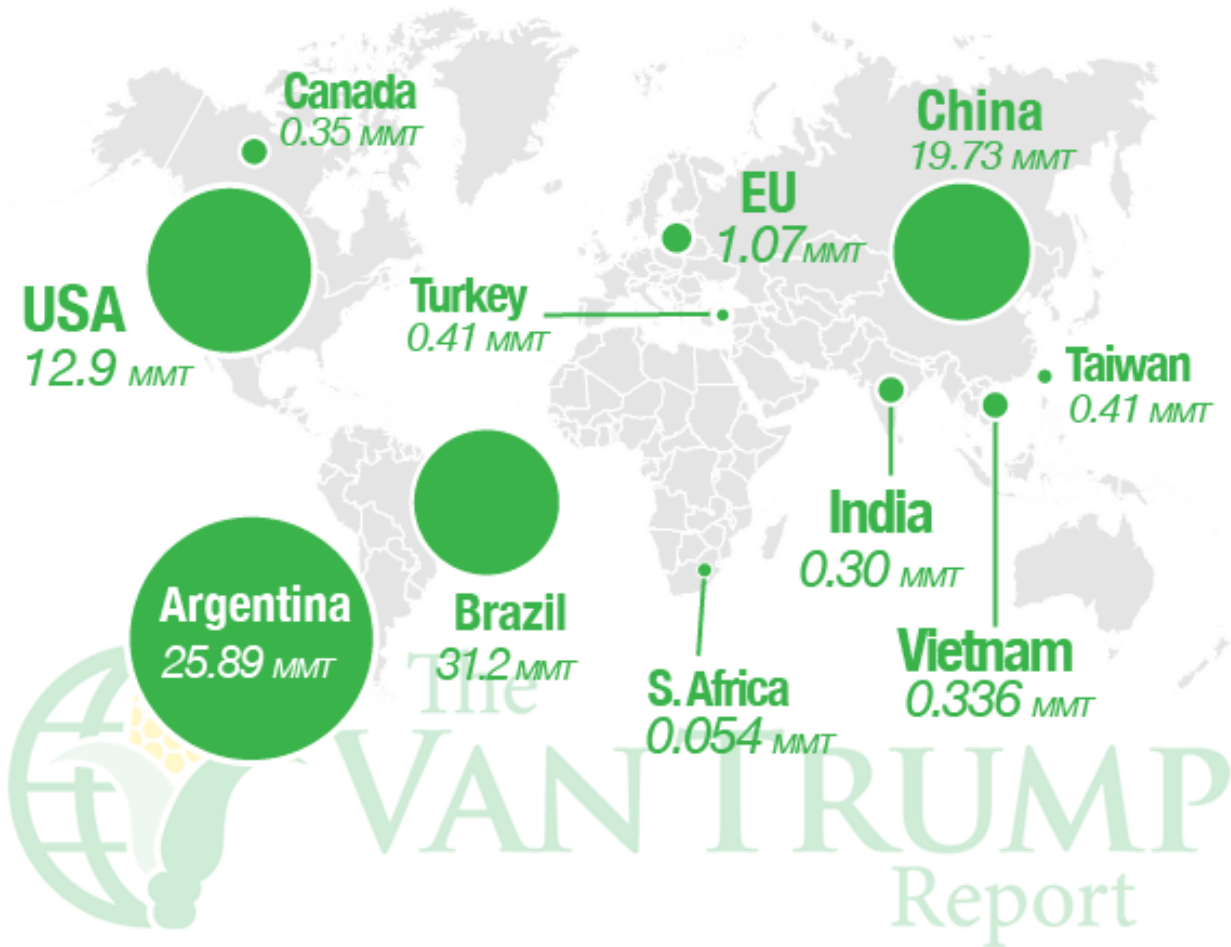 Canada
0.35 MMT
China
19.73 MMT
EU
1.07 MMT
USA
12.9 MMT
Turkey
0.41 MMT
Taiwan
0.41 MMT
India
0.30 MMT
Argentina
25.89 MMT
Brazil
31.2 MMT
Vietnam
0.336 MMT
S. Africa
0.054 MMT
The
VANTRUMP
Report